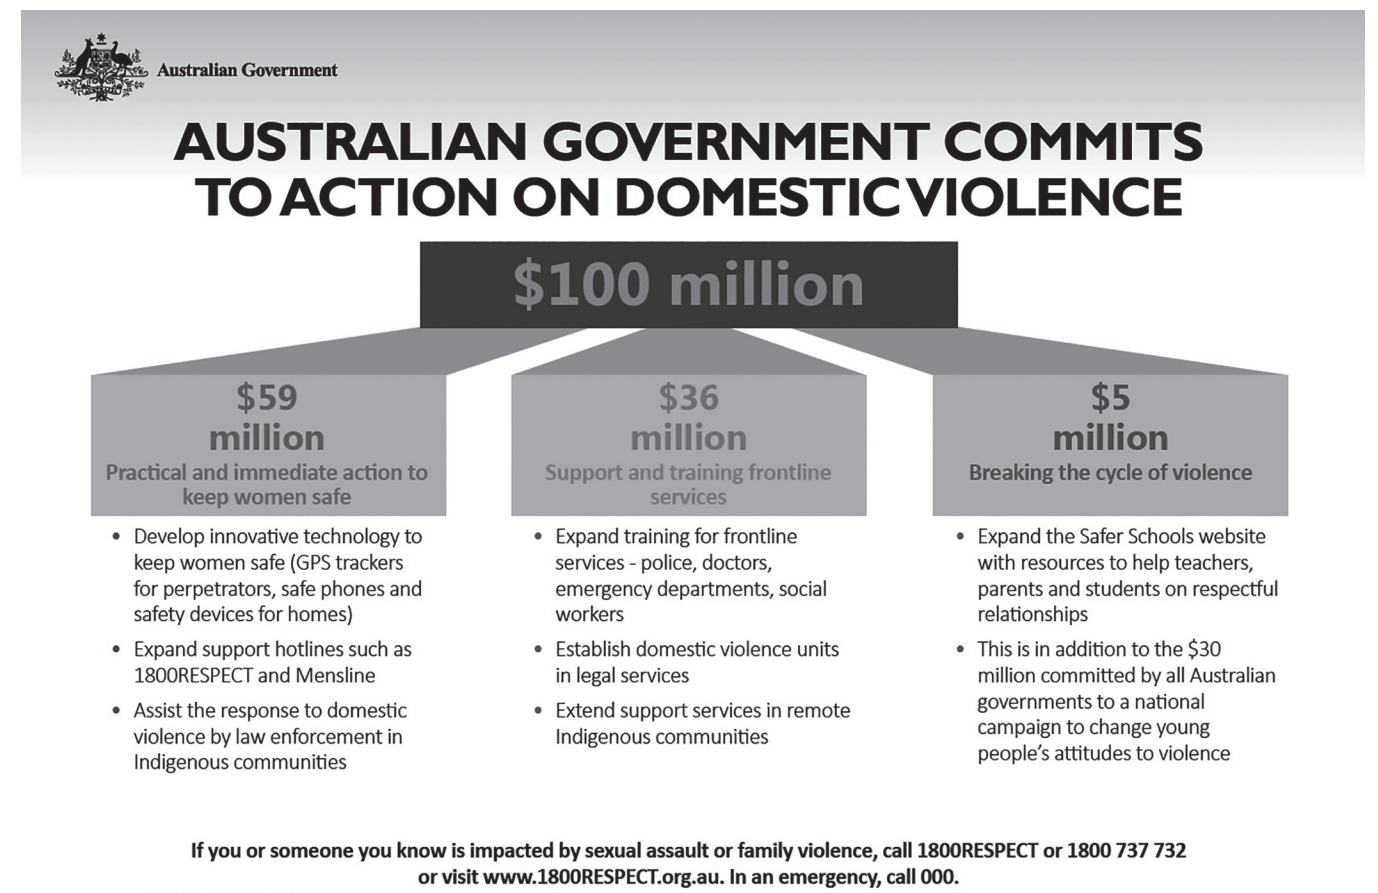 Australian Government
AUSTRALIAN GOVERNMENT COMMITS
TO ACTION ON DOMESTIC VIOLENCE
$100 million
$59
million
Practical and immediate action to
keep women safe
• Develop innovative technology to
keep women safe (GPS trackers
for perpetrators, safe phones and
safety devices for homes)
• Expand support hotlines such as
1800RESPECT and Mensline
• Assist the response to domestic
violence by law enforcement in
Indigenous communities
$36
million
Support and training frontline
services
• Expand training for frontline
services - police, doctors,
emergency departments, social
workers
• Establish domestic violence units
in legal services
• Extend support services in remote
Indigenous communities
$5
million
Breaking the cycle of violence
• Expand the Safer Schools website
with resources to help teachers,
parents and students on respectful
relationships
• This is in addition to the $30
million committed by all Australian
governments to a national
campaign to change young
people's attitudes to violence
If you or someone you know is impacted by sexual assault or family violence, call 1800RESPECT or 1800 737 732
or visit www.1800RESPECT.org.au. In an emergency, call 000.